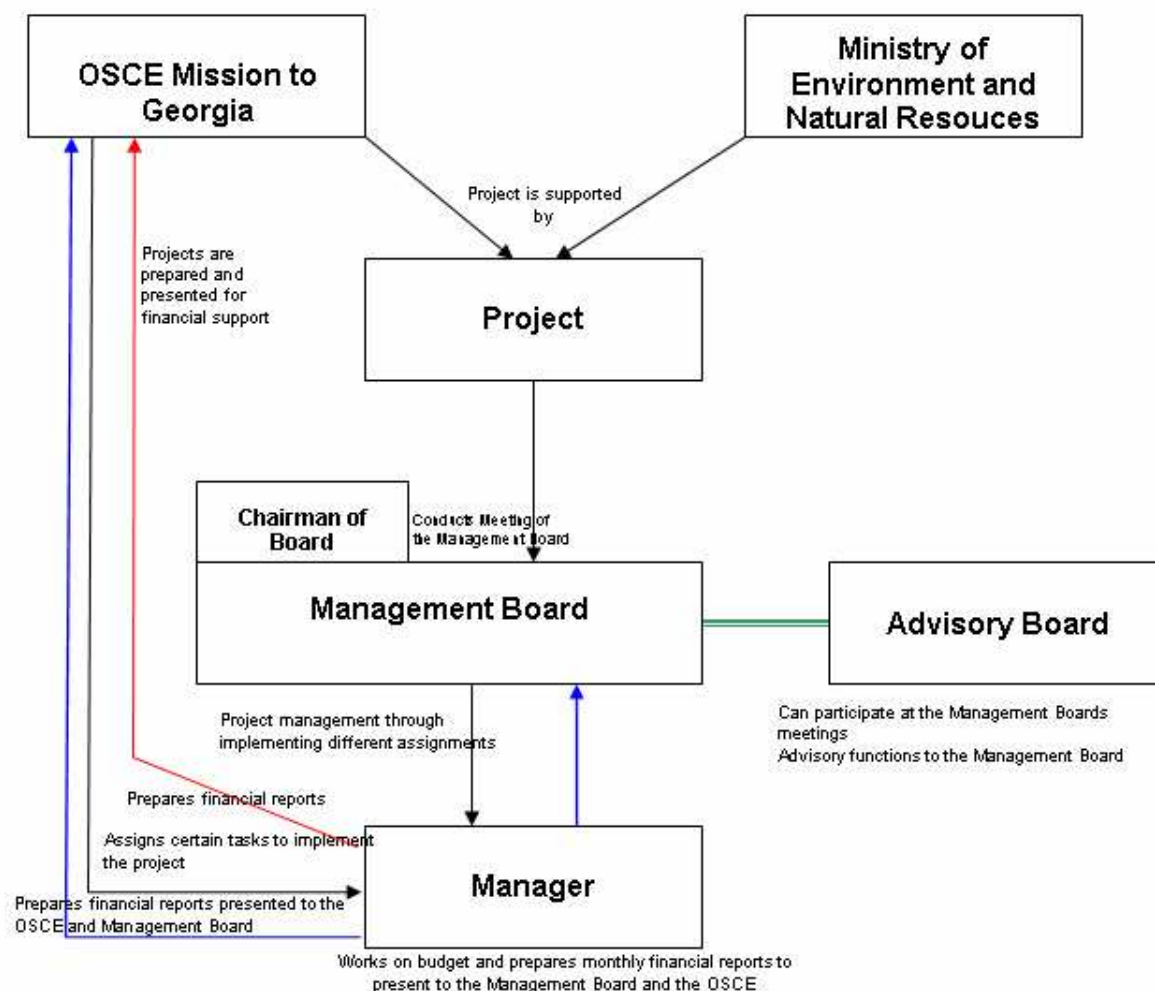 OSCE Mission to
Georgia
Ministry of
Environment and
Natural Resouces
Project is supported
by
Projects are
prepared and
presented for
financial support
Project
Chairman of
Board
Conducts Meeting of
the Management Board
Management Board
Advisory Board
Project management through
implementing different assignments
Can participate at the Management Boards
meetings
Advisory functions to the Management Board
Prepares financial reports
Assigns certain tasks to implement
the project
Manager
Prepares financial reports presented to the
OSCE and Management Board
Works on budget and prepares monthly financial reports to
present to the Management Board and the OSCE